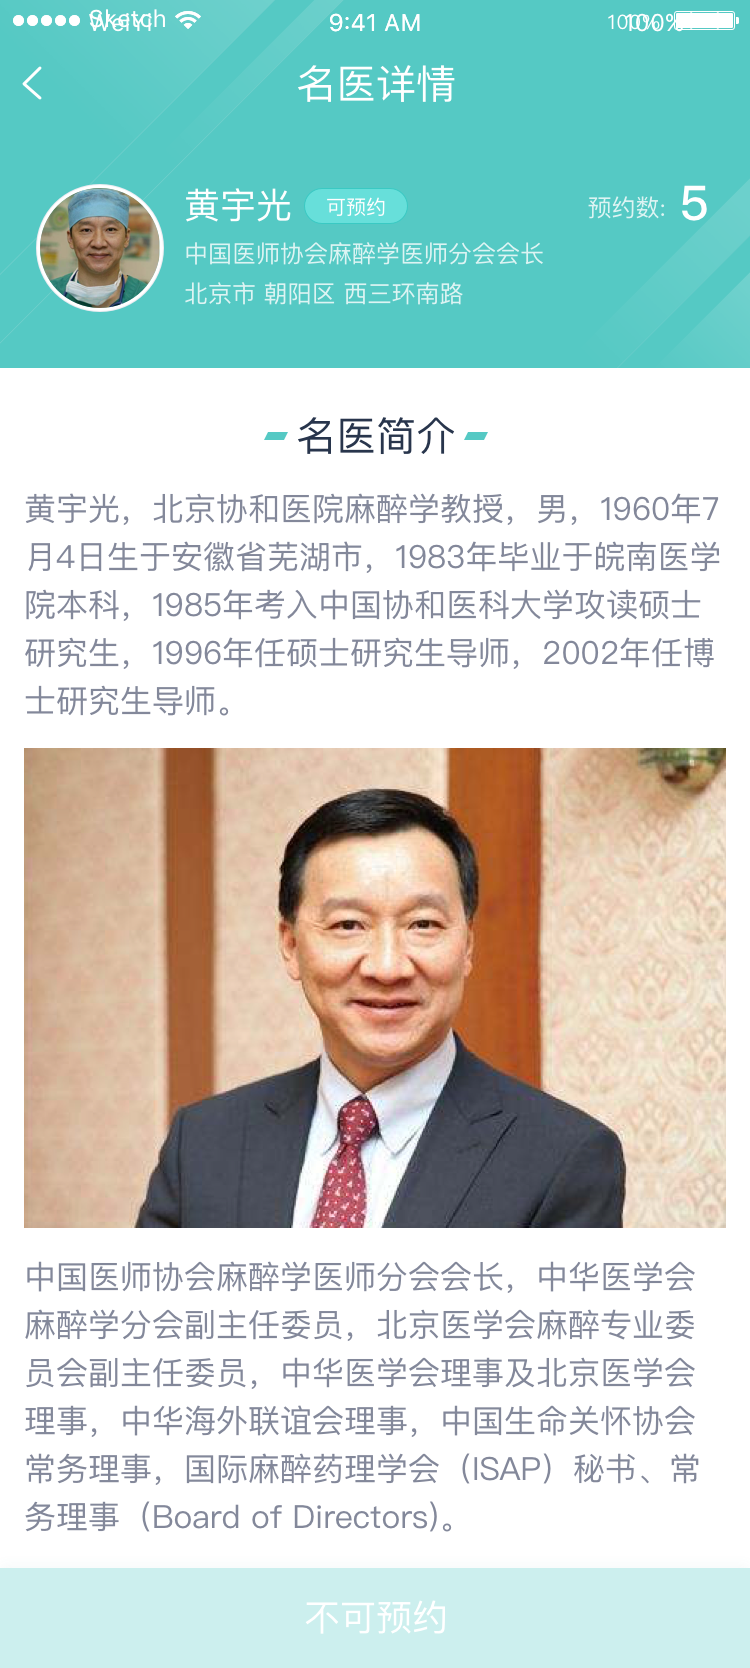 9:41 AM
名医详情
黄宇光 可预约 预约数: 5
中国医师协会麻醉学医师分会会长
北京市 朝阳区 西三环南路
名医简介
黄宇光，北京协和医院麻醉学教授，男，1960年7
月4日生于安徽省芜湖市，1983年毕业于皖南医学
院本科，1985年考入中国协和医科大学攻读硕士
研究生，1996年任硕士研究生导师，2002年任博
士研究生导师。
中国医师协会麻醉学医师分会会长，中华医学会
麻醉学分会副主任委员，北京医学会麻醉专业委
员会副主任委员，中华医学会理事及北京医学会
理事，中华海外联谊会理事，中国生命关怀协会
常务理事，国际麻醉药理学会（ISAP）秘书、常
务理事（Board of Directors)。
不可预约